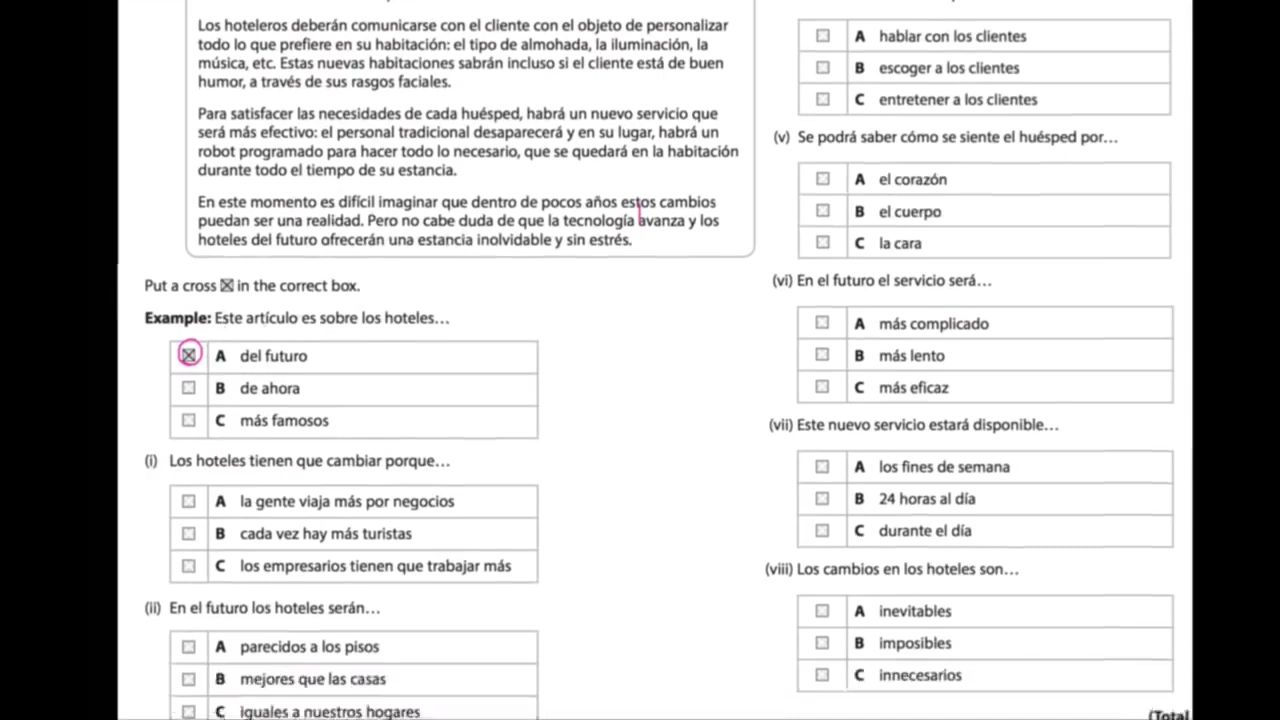 Los hoteleros deberán comunicarse con el cliente con el objeto de personalizar
todo lo que prefiere en su habitación: el tipo de almohada, la iluminación, la
música, etc. Estas nuevas habitaciones sabrán incluso si el cliente está de buen
humor, a través de sus rasgos faciales.
Para satisfacer las necesidades de cada huésped, habrá un nuevo servicio que
será más efectivo: el personal tradicional desaparecerá y en su lugar, habrá un
robot programado para hacer todo lo necesario, que se quedará en la habitación
durante todo el tiempo de su estancia.
En este momento es difícil imaginar que dentro de pocos años estos cambios
puedan ser una realidad. Pero no cabe duda de que la tecnología avanza y los
hoteles del futuro ofrecerán una estancia inolvidable y sin estrés.
Put a cross ☒ in the correct box.
Example: Este artículo es sobre los hoteles…
A del futuro
B de ahora
C más famosos
(i) Los hoteles tienen que cambiar porque…
A la gente viaja más por negocios
B cada vez hay más turistas
C los empresarios tienen que trabajar más
(ii) En el futuro los hoteles serán…
A parecidos a los pisos
B mejores que las casas
C iguales a nuestros hogares
A hablar con los clientes
B escoger a los clientes
C entretener a los clientes
(v) Se podrá saber cómo se siente el huésped por…
A el corazón
B el cuerpo
C la cara
(vi) En el futuro el servicio será…
A más complicado
B más lento
C más eficaz
(vii) Este nuevo servicio estará disponible…
A los fines de semana
B 24 horas al día
C durante el día
(viii) Los cambios en los hoteles son…
A inevitables
B imposibles
C innecesarios
(Total